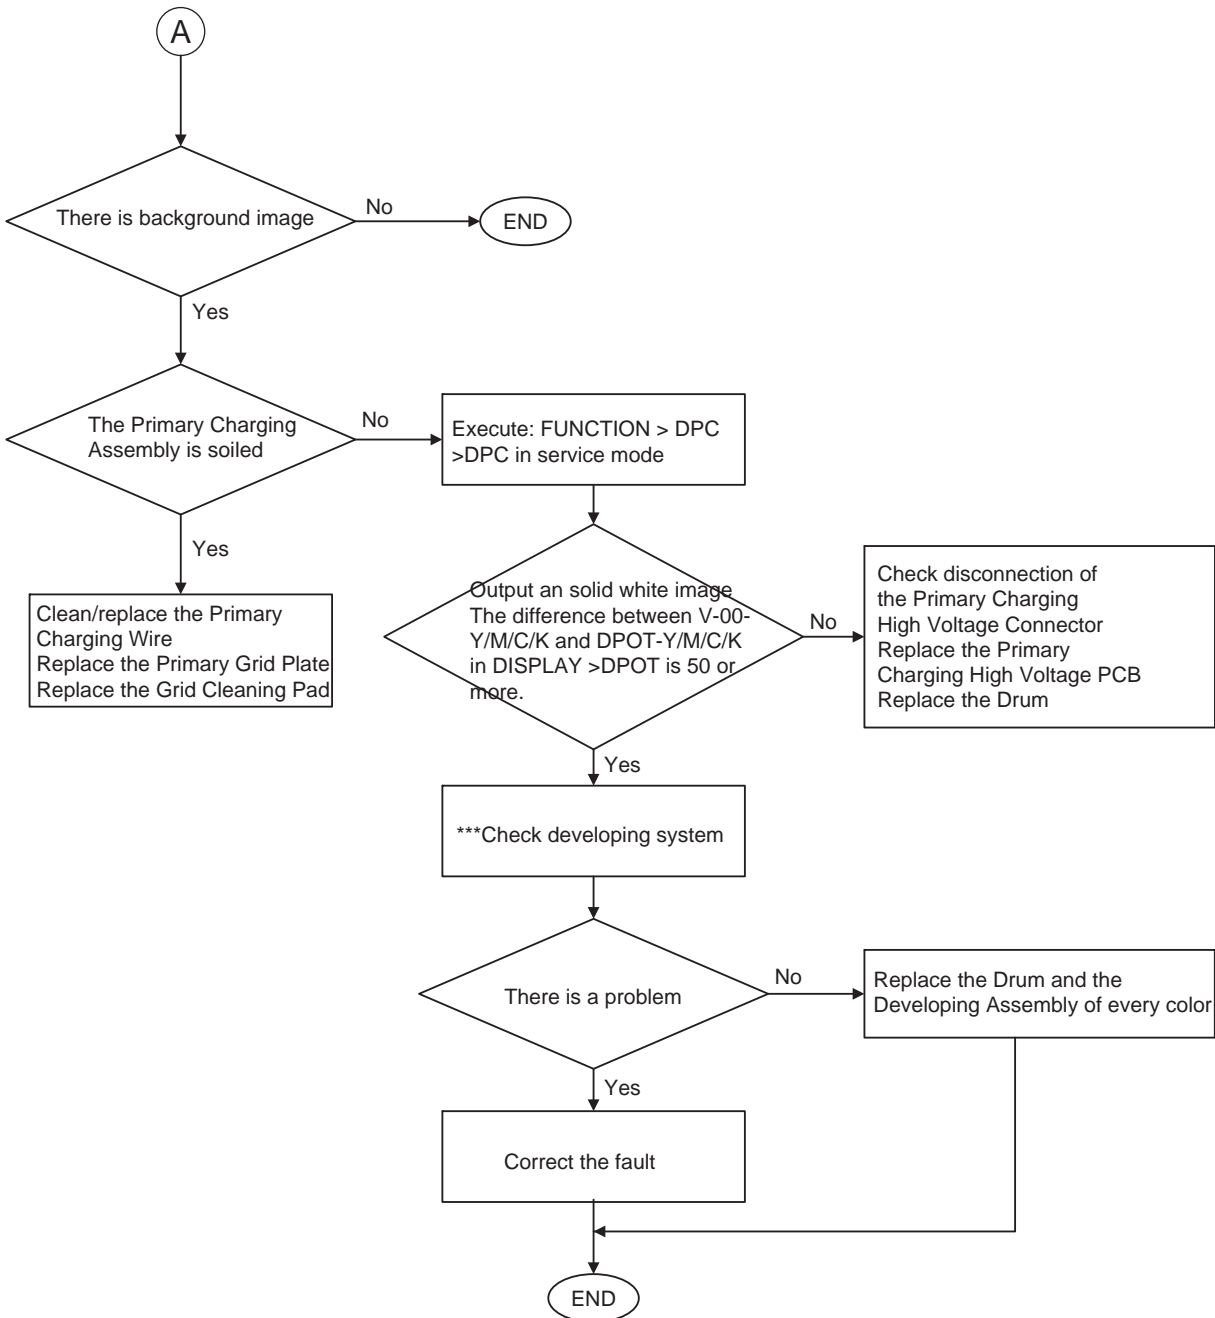 A
There is background image
No
END
Yes
The Primary Charging
Assembly is soiled
No
Execute: FUNCTION > DPC
>DPC in service mode
Yes
Clean/replace the Primary
Charging Wire
Replace the Primary Grid Plate
Replace the Grid Cleaning Pad
Output an solid white image
The difference between V-00-
Y/M/C/K and DPOT-Y/M/C/K
in DISPLAY >DPOT is 50 or
more.
No
Check disconnection of
the Primary Charging
High Voltage Connector
Replace the Primary
Charging High Voltage PCB
Replace the Drum
Yes
***Check developing system
There is a problem
No
Replace the Drum and the
Developing Assembly of every color
Yes
Correct the fault
END